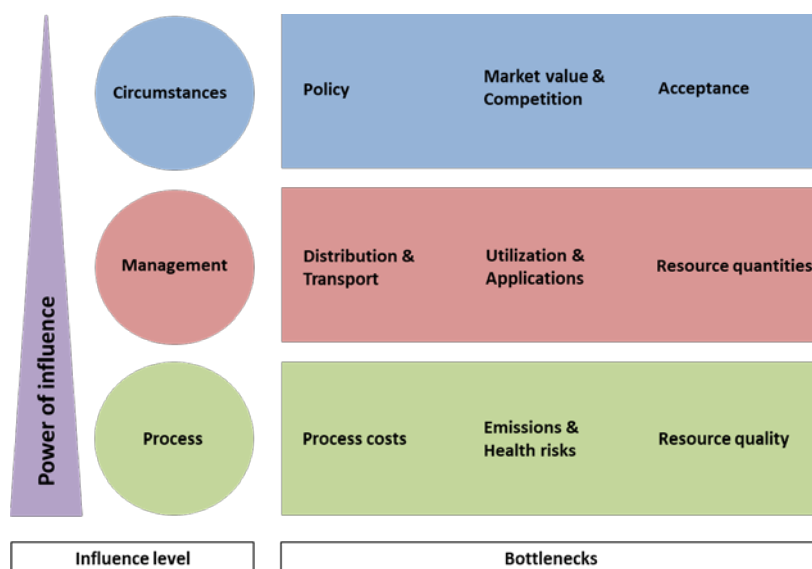 Power of influence
Circumstances
Policy
Market value &
Competition
Acceptance
Management
Distribution &
Transport
Utilization &
Applications
Resource quantities
Process
Process costs
Emissions &
Health risks
Resource quality
Influence level
Bottlenecks